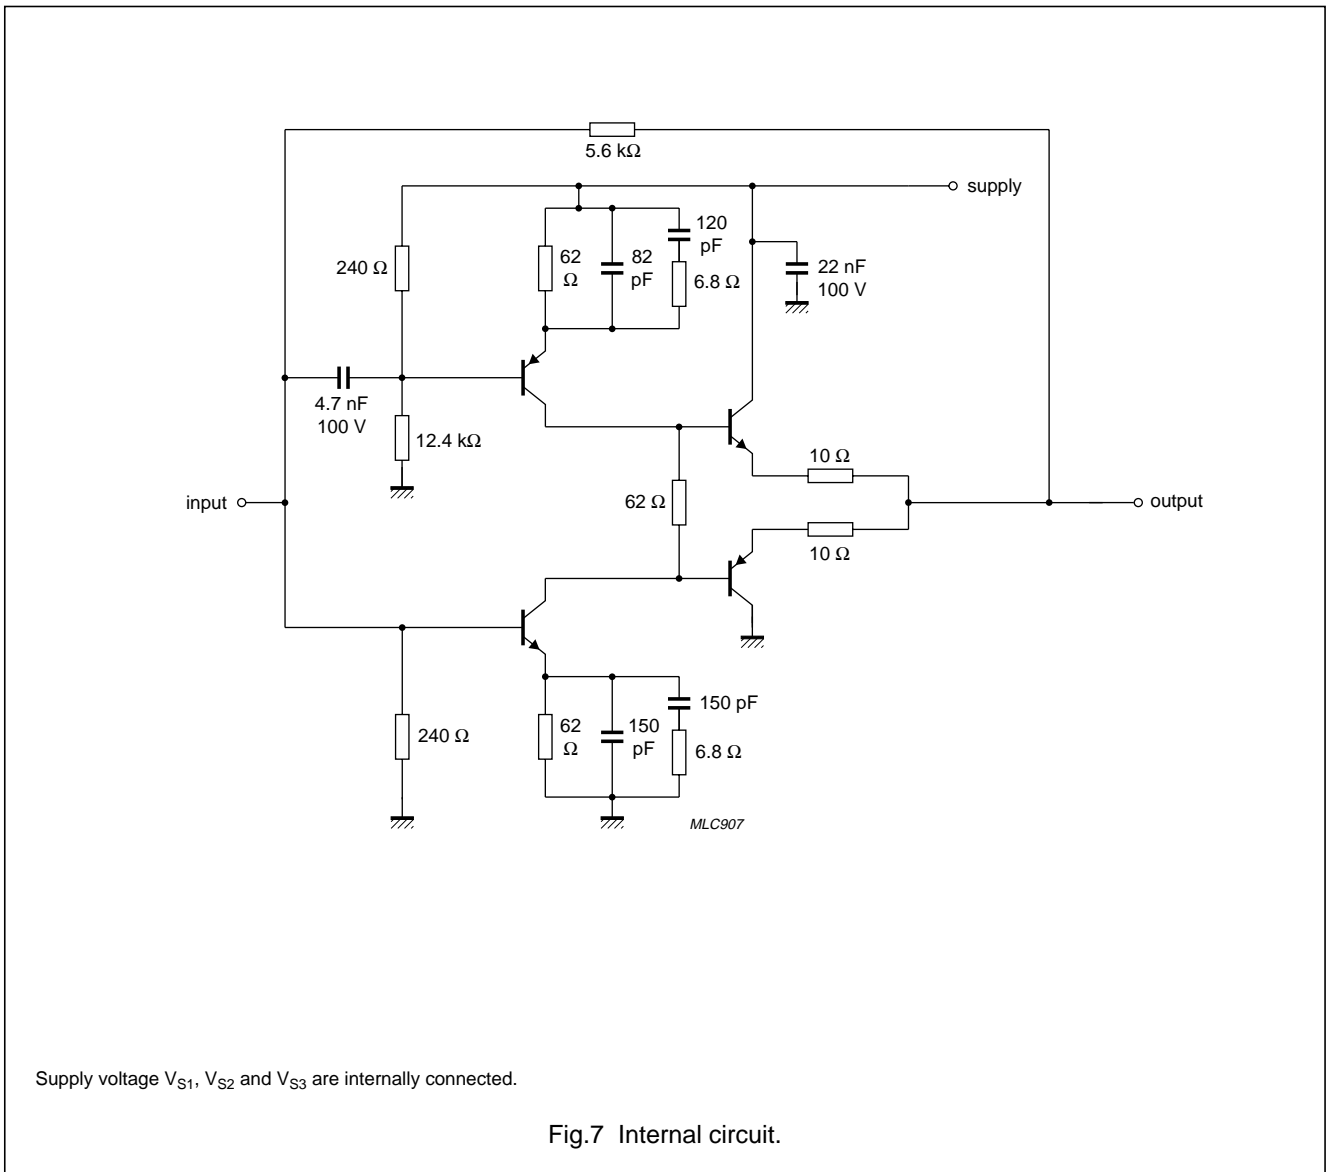 5.6 kΩ
supply
120
pF
240 Ω
62
Ω
82
pF
6.8 Ω
22 nF
100 V
4.7 nF
100 V
12.4 kΩ
10 Ω
input
62 Ω
output
10 Ω
150 pF
240 Ω
62
Ω
150
pF
6.8 Ω
MLC907
Supply voltage VS1, VS2 and VS3 are internally connected.
Fig.7 Internal circuit.